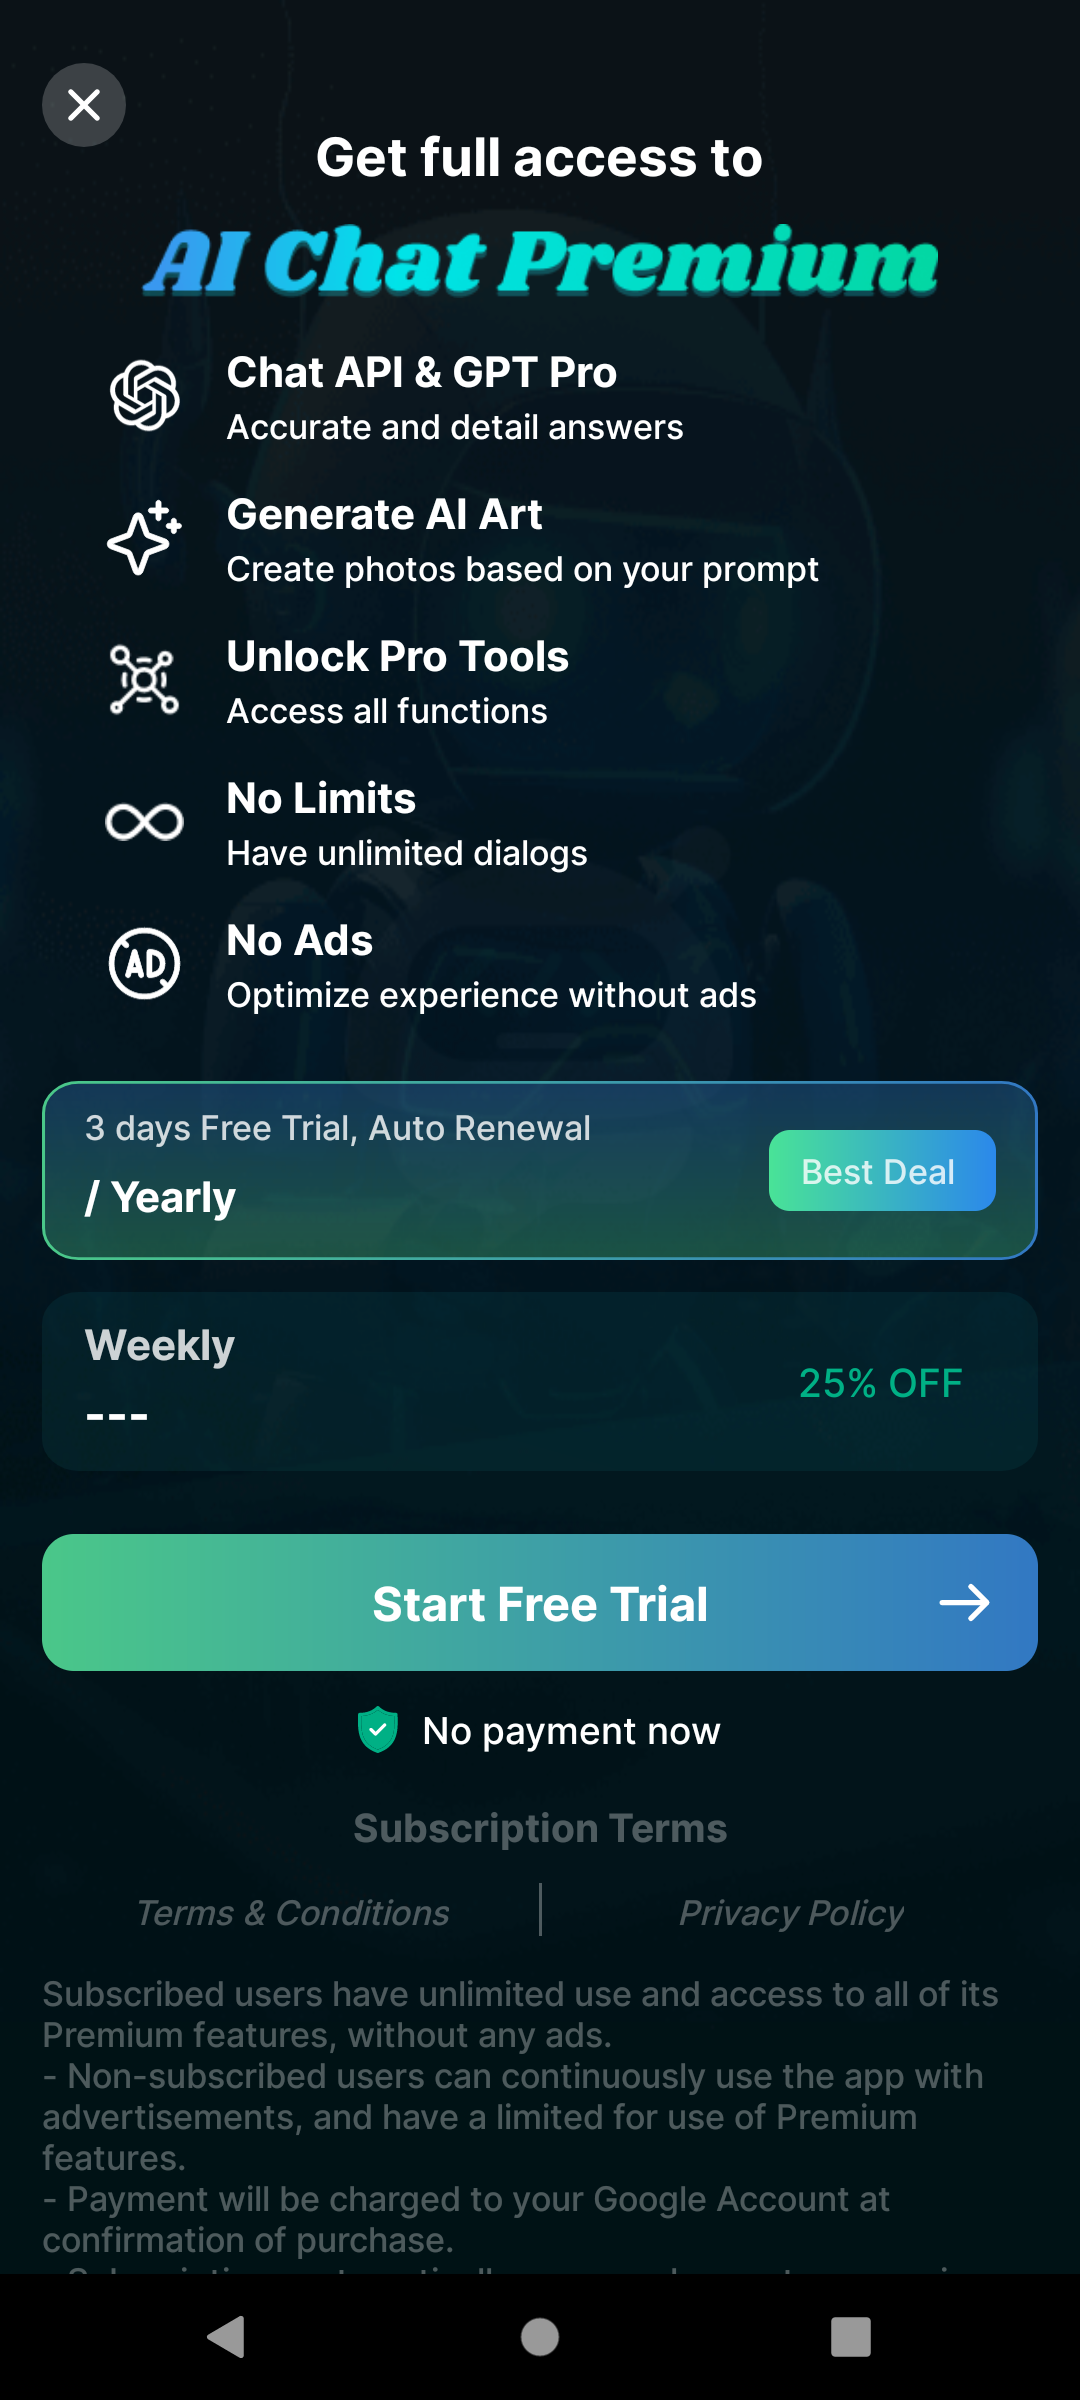 Get full access to
AI Chat Premium
Chat API & GPT Pro
Accurate and detail answers
Generate AI Art
Create photos based on your prompt
Unlock Pro Tools
Access all functions
No Limits
Have unlimited dialogs
AD
No Ads
Optimize experience without ads
3 days Free Trial, Auto Renewal
/ Yearly
Best Deal
Weekly
---
25% OFF
Start Free Trial
No payment now
Subscription Terms
Terms & Conditions
Privacy Policy
Subscribed users have unlimited use and access to all of its
Premium features, without any ads.
- Non-subscribed users can continuously use the app with
advertisements, and have a limited for use of Premium
features.
- Payment will be charged to your Google Account at
confirmation of purchase.